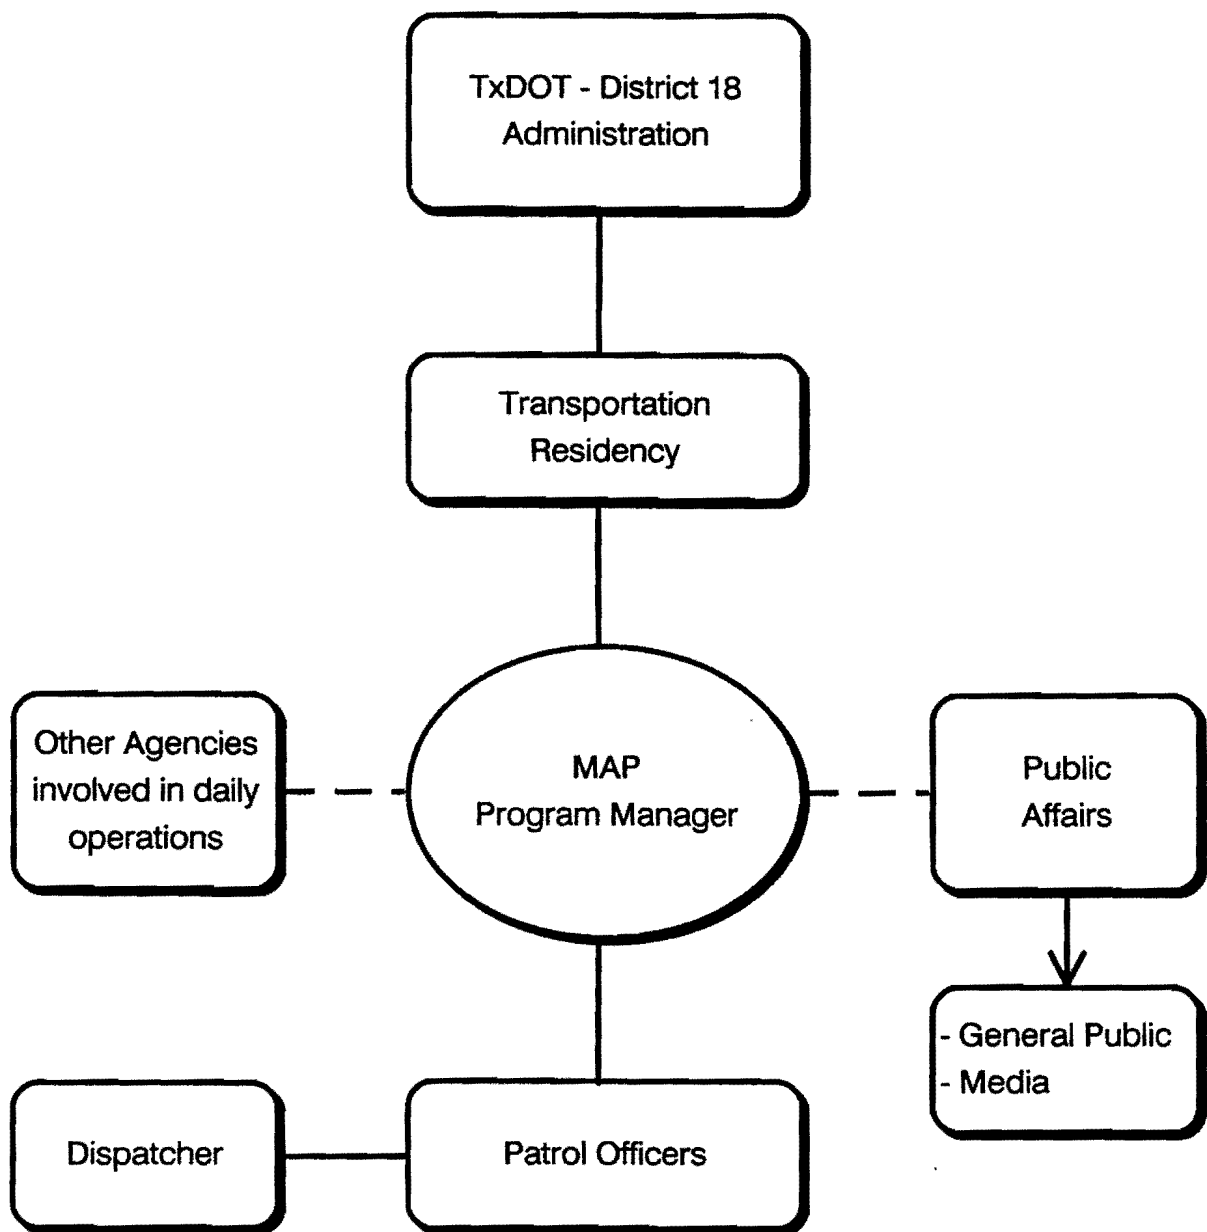 TxDOT - District 18
Administration
Transportation
Residency
Other Agencies
involved in daily
operations
MAP
Program Manager
Public
Affairs
- General Public
- Media
Dispatcher
Patrol Officers